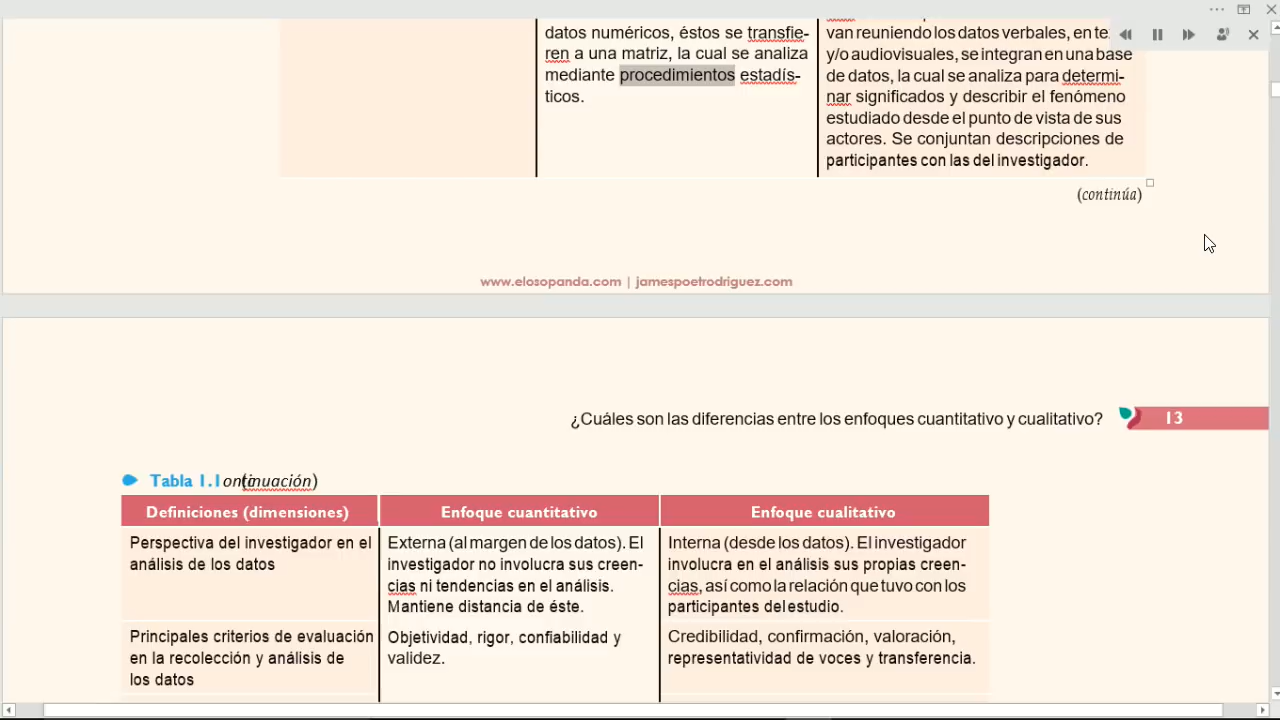 datos numéricos, éstos se transfie-
ren a una matriz, la cual se analiza
mediante procedimientos estadís-
ticos.
van reuniendo los datos verbales, en te
y/o audiovisuales, se integran en una base
de datos, la cual se analiza para determi-
nar significados y describir el fenómeno
estudiado desde el punto de vista de sus
actores. Se conjuntan descripciones de
participantes con las del investigador.
(continúa)
www.elosopanda.com | jamespoetrodriguez.com
¿Cuáles son las diferencias entre los enfoques cuantitativo y cualitativo?
13
Tabla 1.1 (continuación)
Definiciones (dimensiones)
Enfoque cuantitativo
Enfoque cualitativo
Perspectiva del investigador en el
análisis de los datos
Externa (al margen de los datos). El
investigador no involucra sus creen-
cias ni tendencias en el análisis.
Mantiene distancia de éste.
Interna (desde los datos). El investigador
involucra en el análisis sus propias creen-
cias, así como la relación que tuvo con los
participantes del estudio.
Principales criterios de evaluación
en la recolección y análisis de
los datos
Objetividad, rigor, confiabilidad y
validez.
Credibilidad, confirmación, valoración,
representatividad de voces y transferencia.